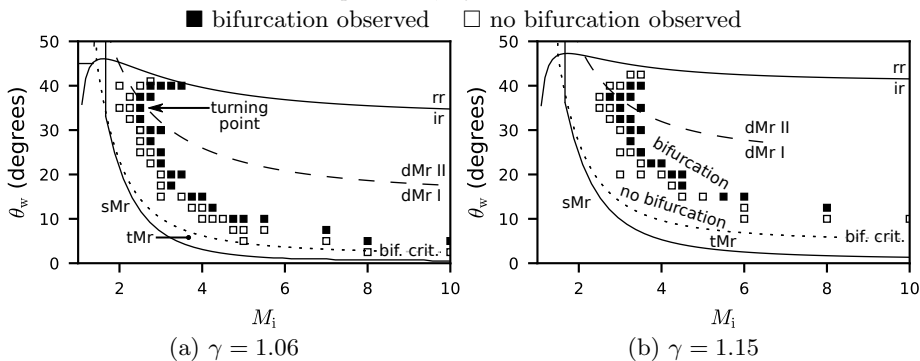 ■ bifurcation observed □ no bifurcation observed
50
40
30
20
10
0
θw (degrees)
2 4 6 8 10
Mi
rr
ir
turning
point
dMr II
dMr I
sMr
tMr
bif. crit.
(a) γ = 1.06
50
40
30
20
10
0
θw (degrees)
2 4 6 8 10
Mi
rr
ir
dMr II
dMr I
bifurcation
no bifurcation
sMr
tMr
bif. crit.
(b) γ = 1.15